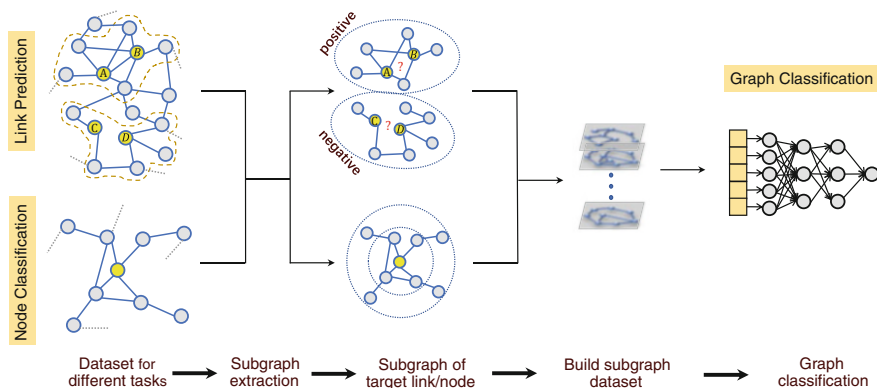 Link Prediction
B
A
C
D
positive
B
A
?
C
?
D
negative
Graph Classification
Node Classification
Dataset for
different tasks
Subgraph
extraction
Subgraph of
target link/node
Build subgraph
dataset
Graph
classification